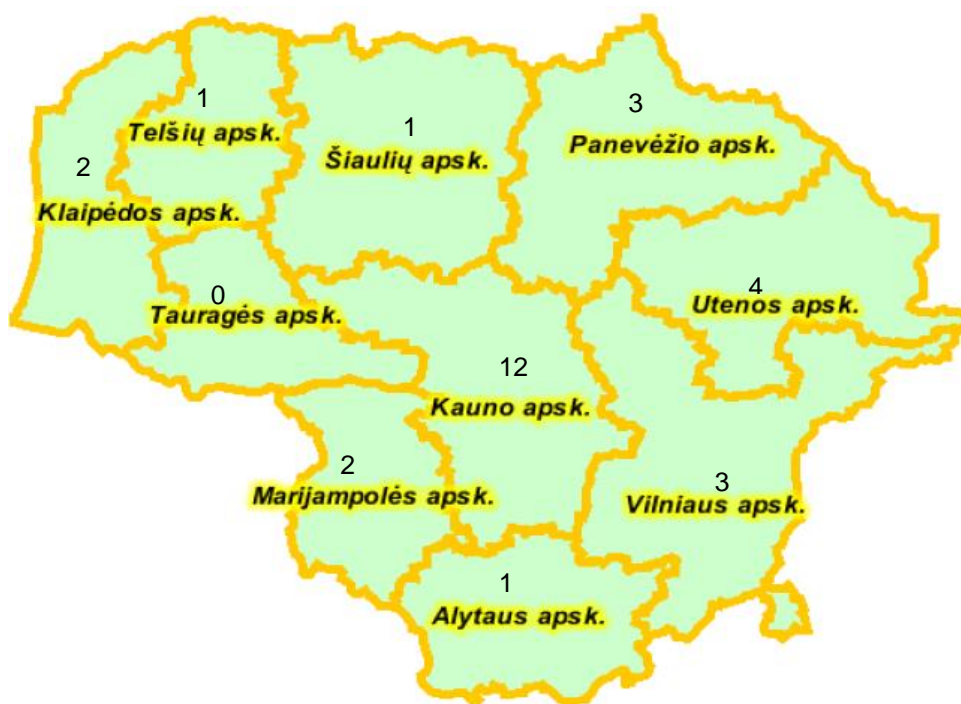 1
Telšių apsk.
1
Šiaulių apsk.
3
Panevėžio apsk.
2
Klaipėdos apsk.
0
Tauragės apsk.
4
Utenos apsk.
12
Kauno apsk.
2
Marijampolės apsk.
3
Vilniaus apsk.
1
Alytaus apsk.